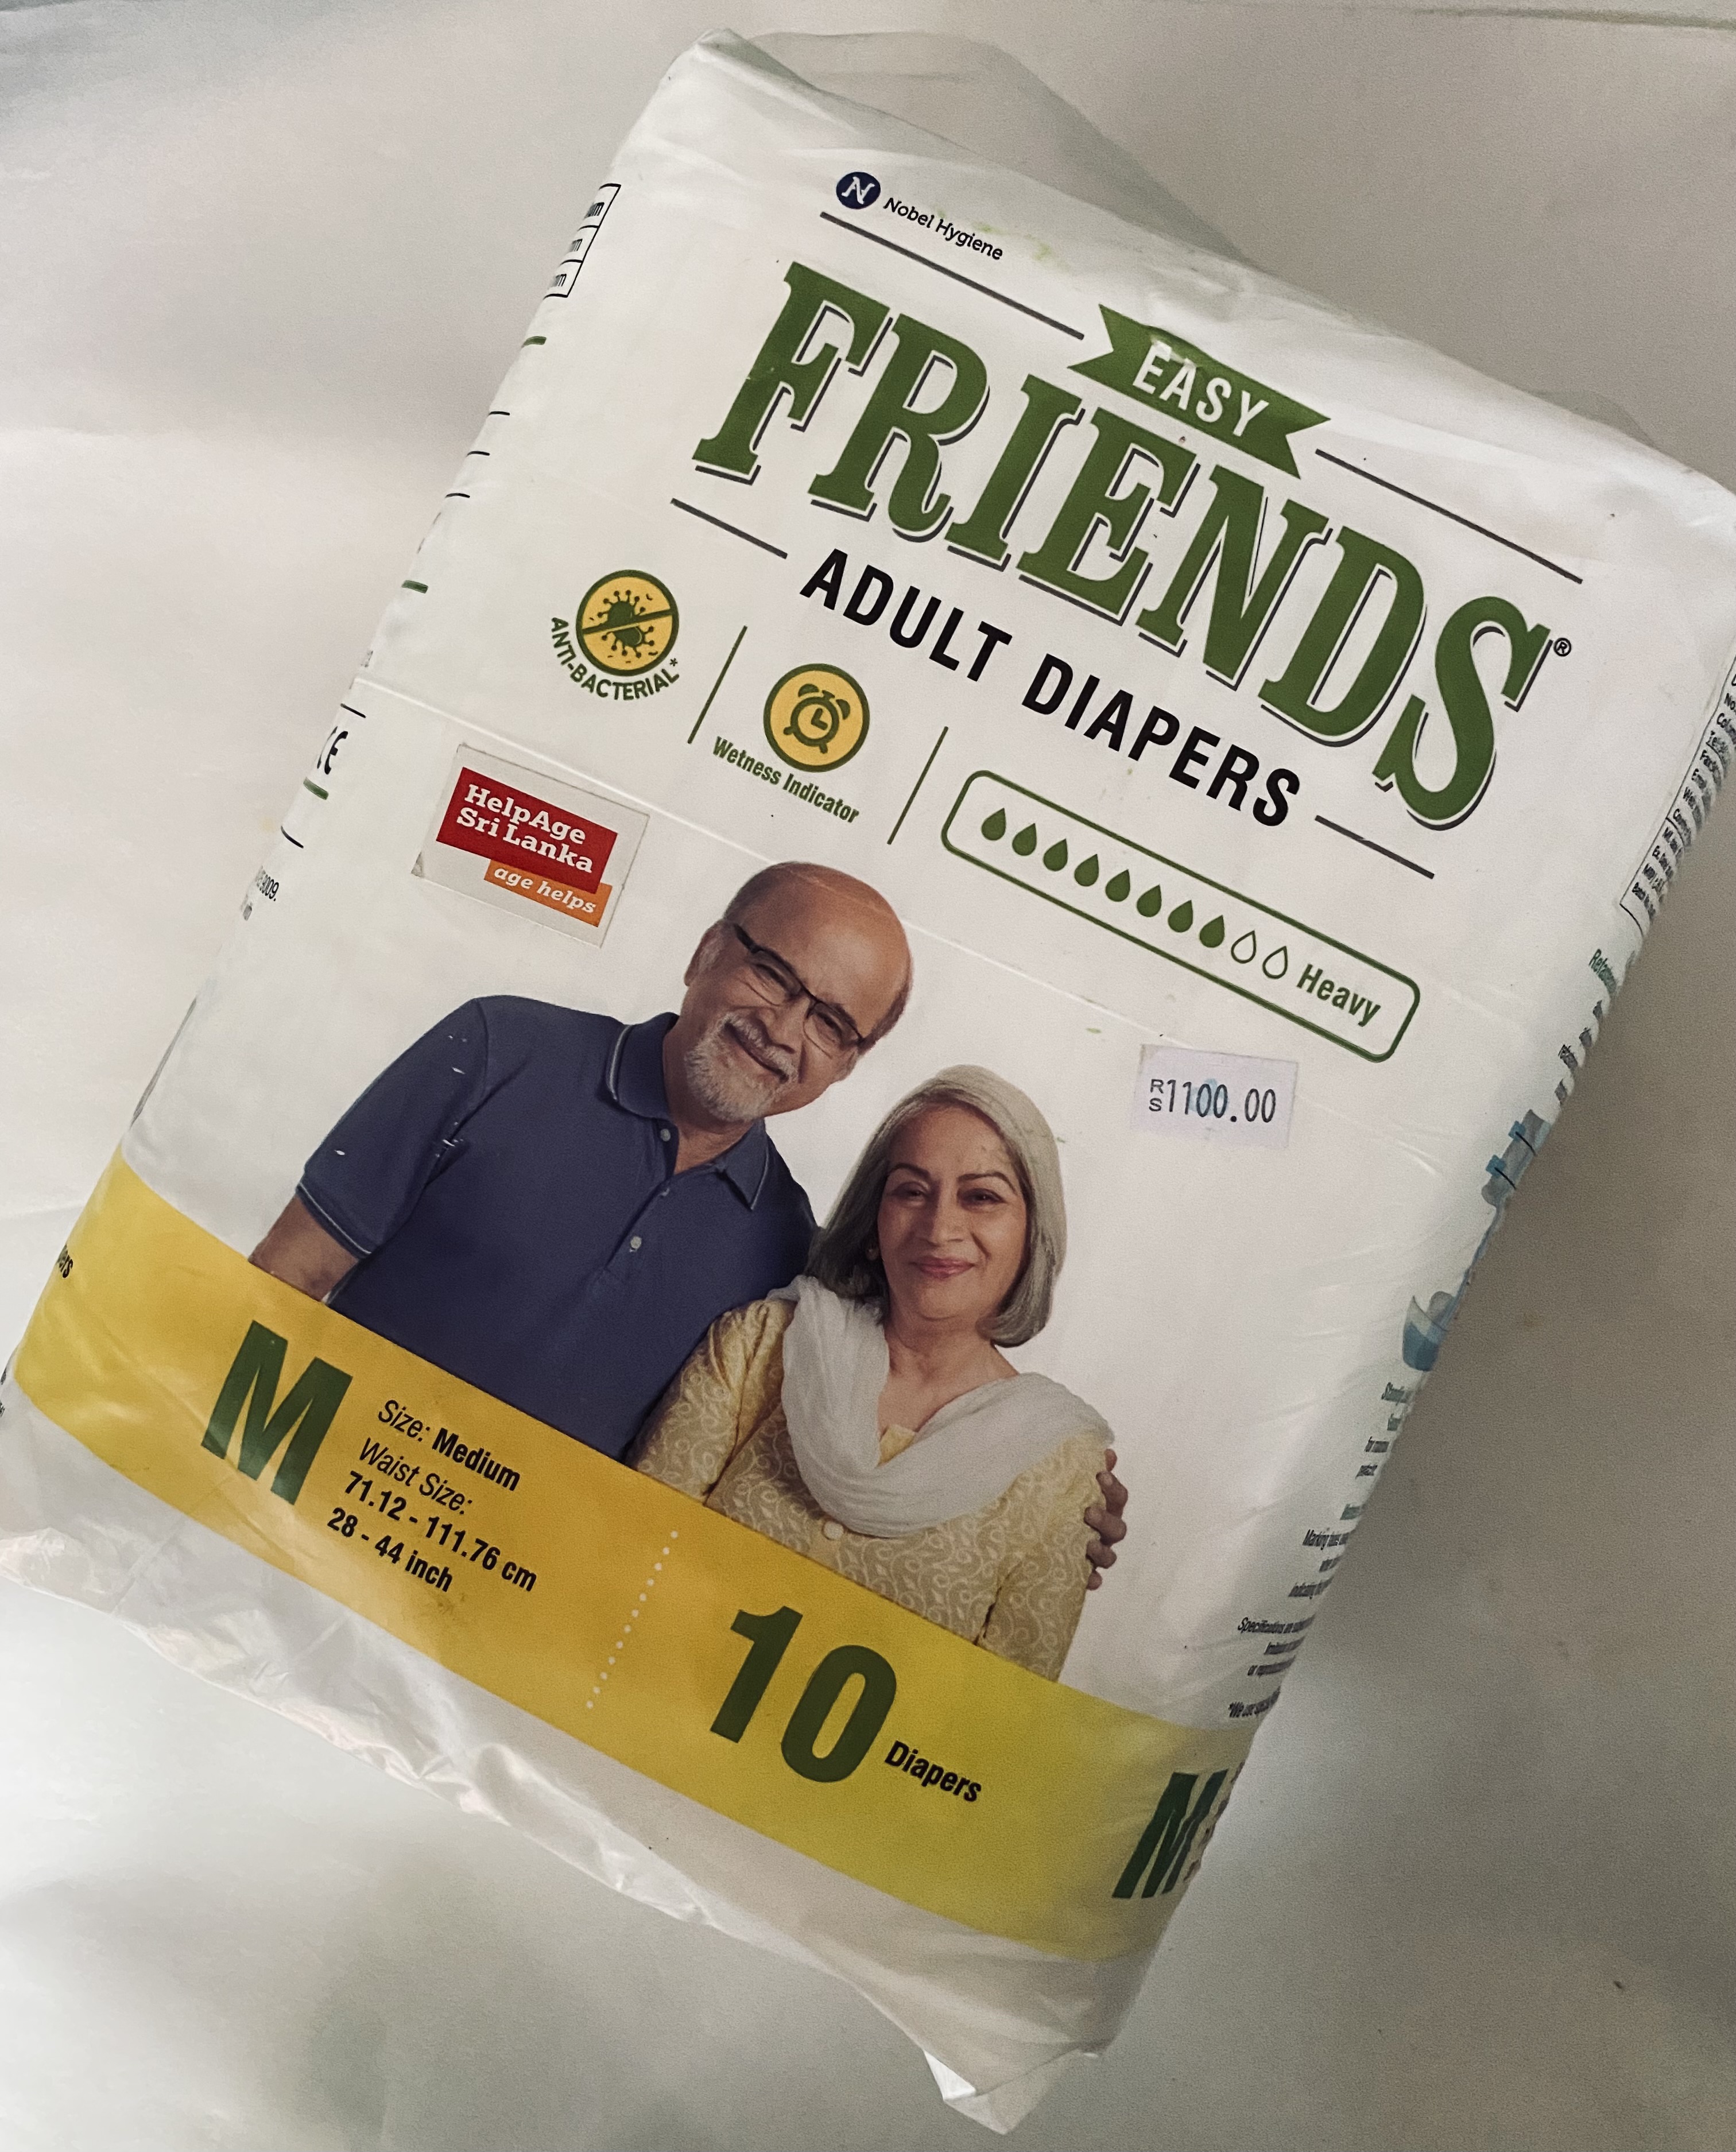 Nobel Hygiene
EASY
FRIENDS®
ADULT DIAPERS
ANTI-BACTERIAL*
Wetness Indicator
Heavy
HelpAge
Sri Lanka
age helps
RS1100.00
M
Size: Medium
Waist Size:
71.12 - 111.76 cm
28 - 44 inch
10 Diapers
M
CE